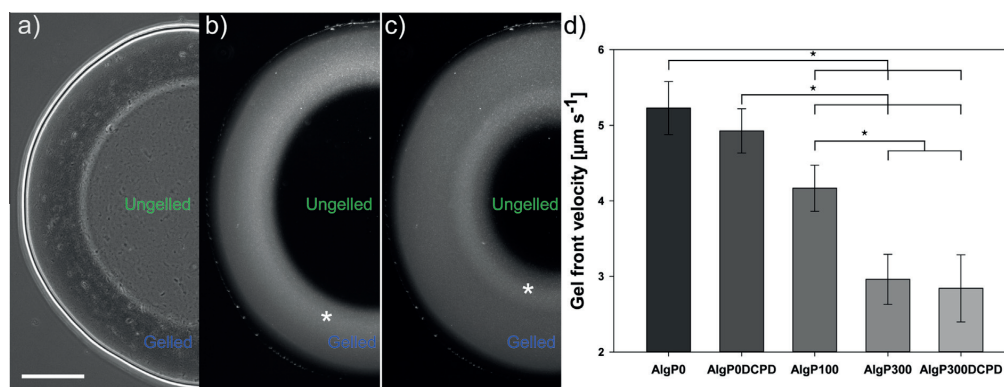 a)
Ungelled
Gelled
b)
Ungelled
*
Gelled
c)
Ungelled
*
Gelled
d)
Gel front velocity [µm s⁻¹]
6
5
4
3
2
*
*
*
AlgP0 AlgP0DCPD AlgP100 AlgP300 AlgP300DCPD